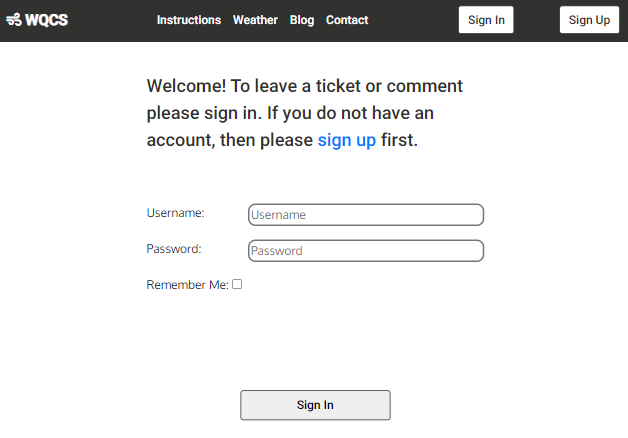 WQCS Instructions Weather Blog Contact Sign In Sign Up
Welcome! To leave a ticket or comment
please sign in. If you do not have an
account, then please sign up first.
Username: Username
Password: Password
Remember Me:
Sign In